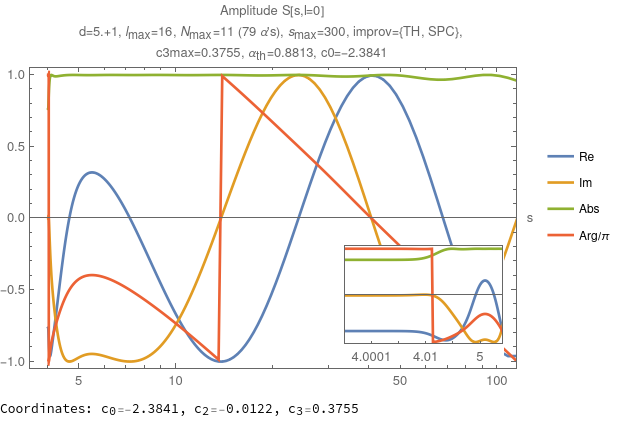 Amplitude S[s,l=0]
d=5.+1, lmax=16, Nmax=11 (79 α's), smax=300, improv={TH, SPC},
c3max=0.3755, αth=0.8813, c0=−2.3841
1.0
0.5
0.0
−0.5
−1.0
5
10
50
100
s
Re
Im
Abs
Arg/π
4.0001
4.01
5
Coordinates: c0=−2.3841, c2=−0.0122, c3=0.3755